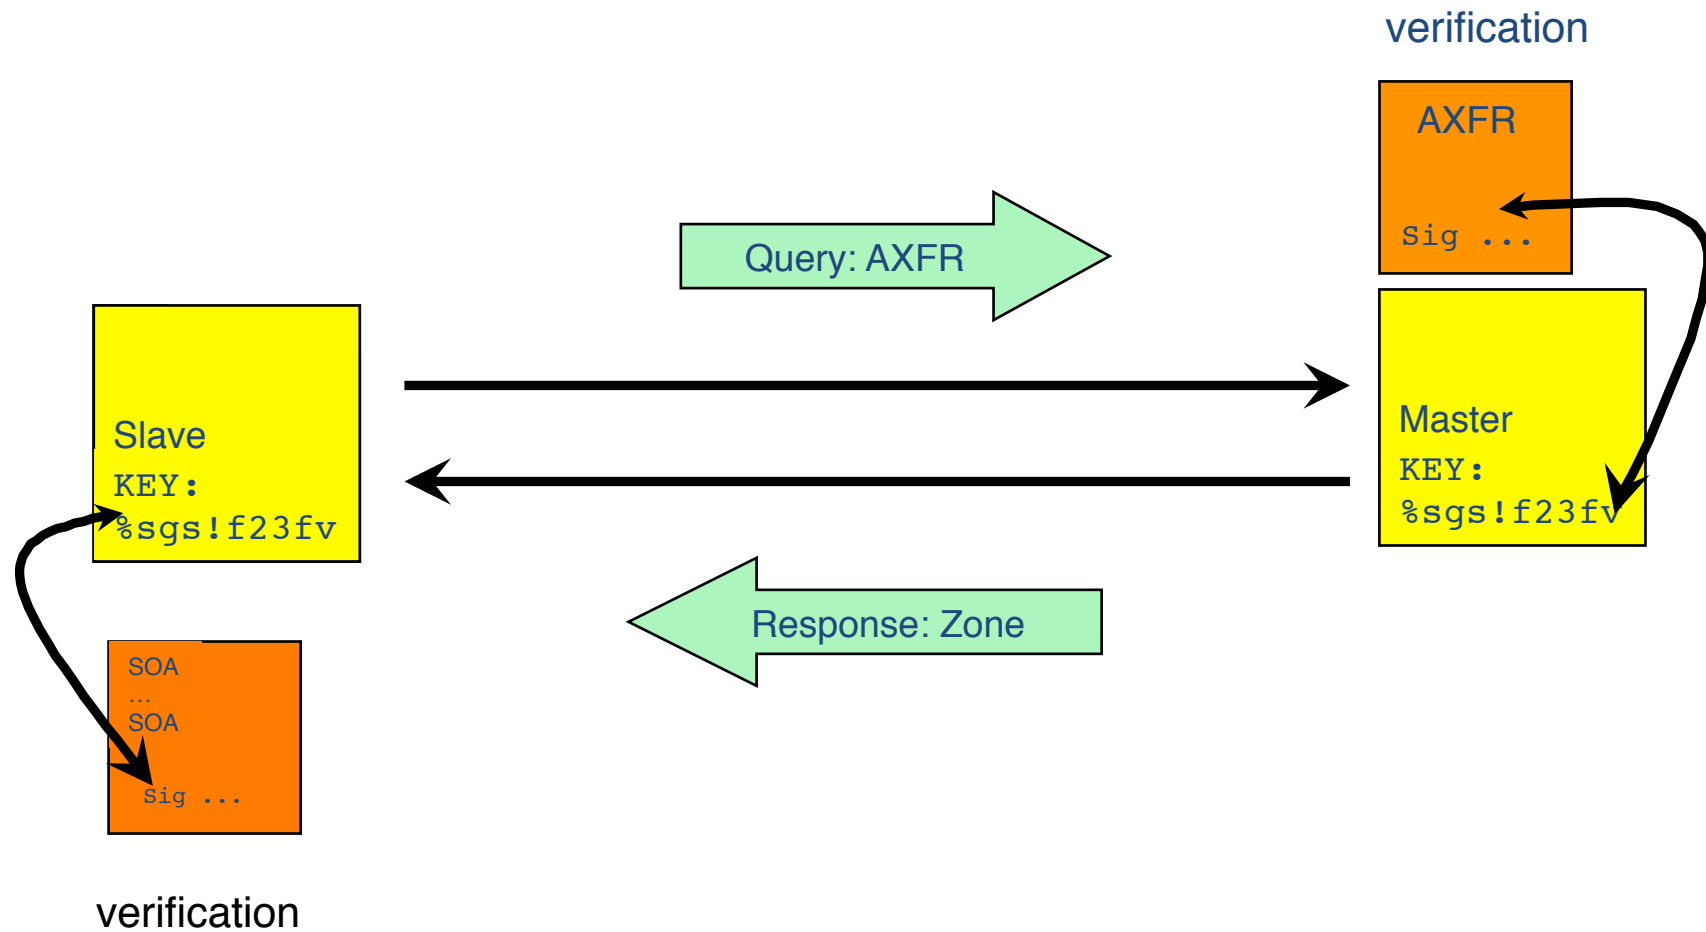 verification
AXFR
Sig ...
Query: AXFR
Slave
KEY:
%sgs!f23fv
Master
KEY:
%sgs!f23fv
Response: Zone
SOA
...
SOA
Sig ...
verification